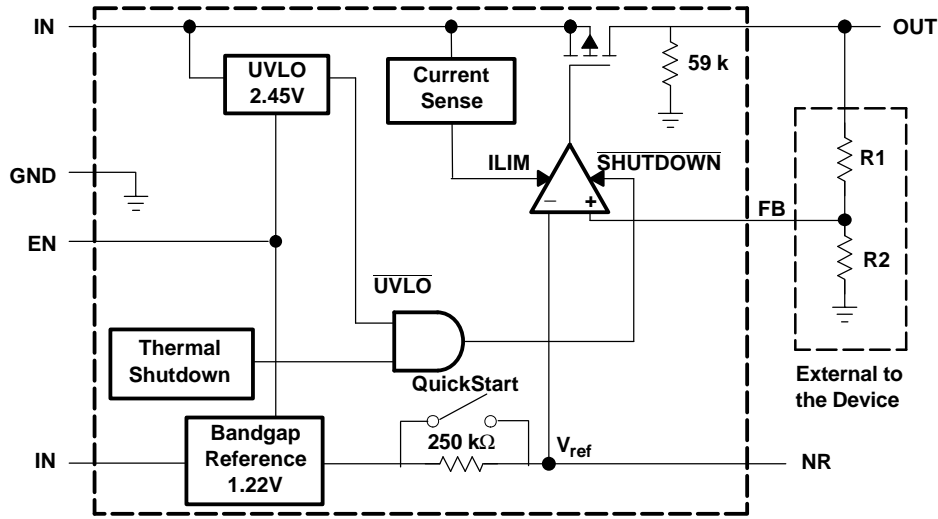 IN
OUT
UVLO
2.45V
Current
Sense
59 k
R1
ILIM
SHUTDOWN
GND
−
+
FB
EN
R2
UVLO
Thermal
Shutdown
QuickStart
External to
the Device
Bandgap
Reference
1.22V
250 kΩ
Vref
IN
NR